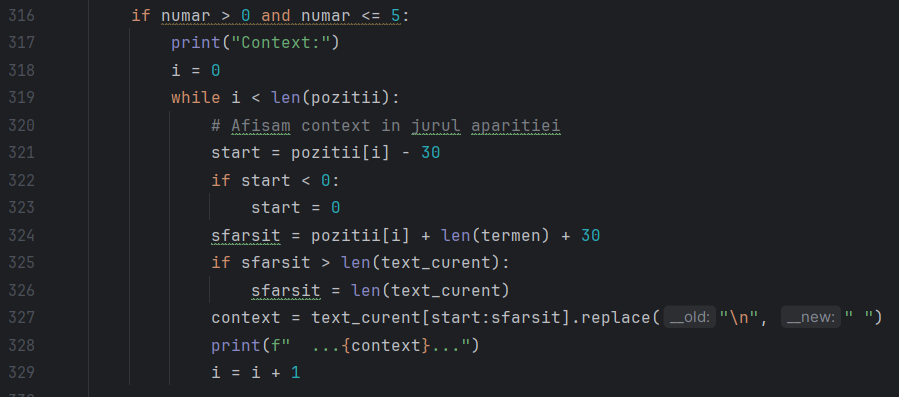 316 if numar > 0 and numar <= 5:
317 print("Context:")
318 i = 0
319 while i < len(pozitii):
320 # Afisam context in jurul aparitiei
321 start = pozitii[i] - 30
322 if start < 0:
323 start = 0
324 sfarsit = pozitii[i] + len(termen) + 30
325 if sfarsit > len(text_curent):
326 sfarsit = len(text_curent)
327 context = text_curent[start:sfarsit].replace( __old: "\n", __new: " ")
328 print(f"  ...{context}...")
329 i = i + 1